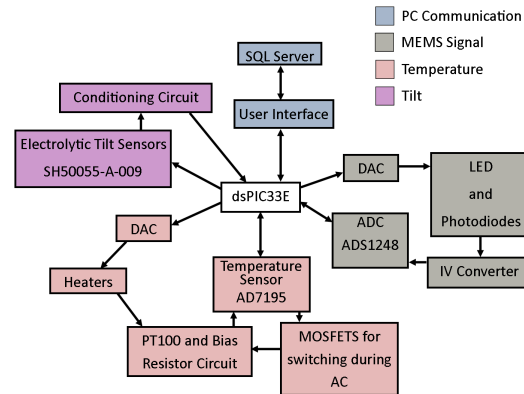 PC Communication
MEMS Signal
Temperature
Tilt
SQL Server
User Interface
Conditioning Circuit
Electrolytic Tilt Sensors
SH50055-A-009
dsPIC33E
DAC
LED
and
Photodiodes
ADC
ADS1248
IV Converter
DAC
Heaters
Temperature
Sensor
AD7195
PT100 and Bias
Resistor Circuit
MOSFETS for
switching during
AC